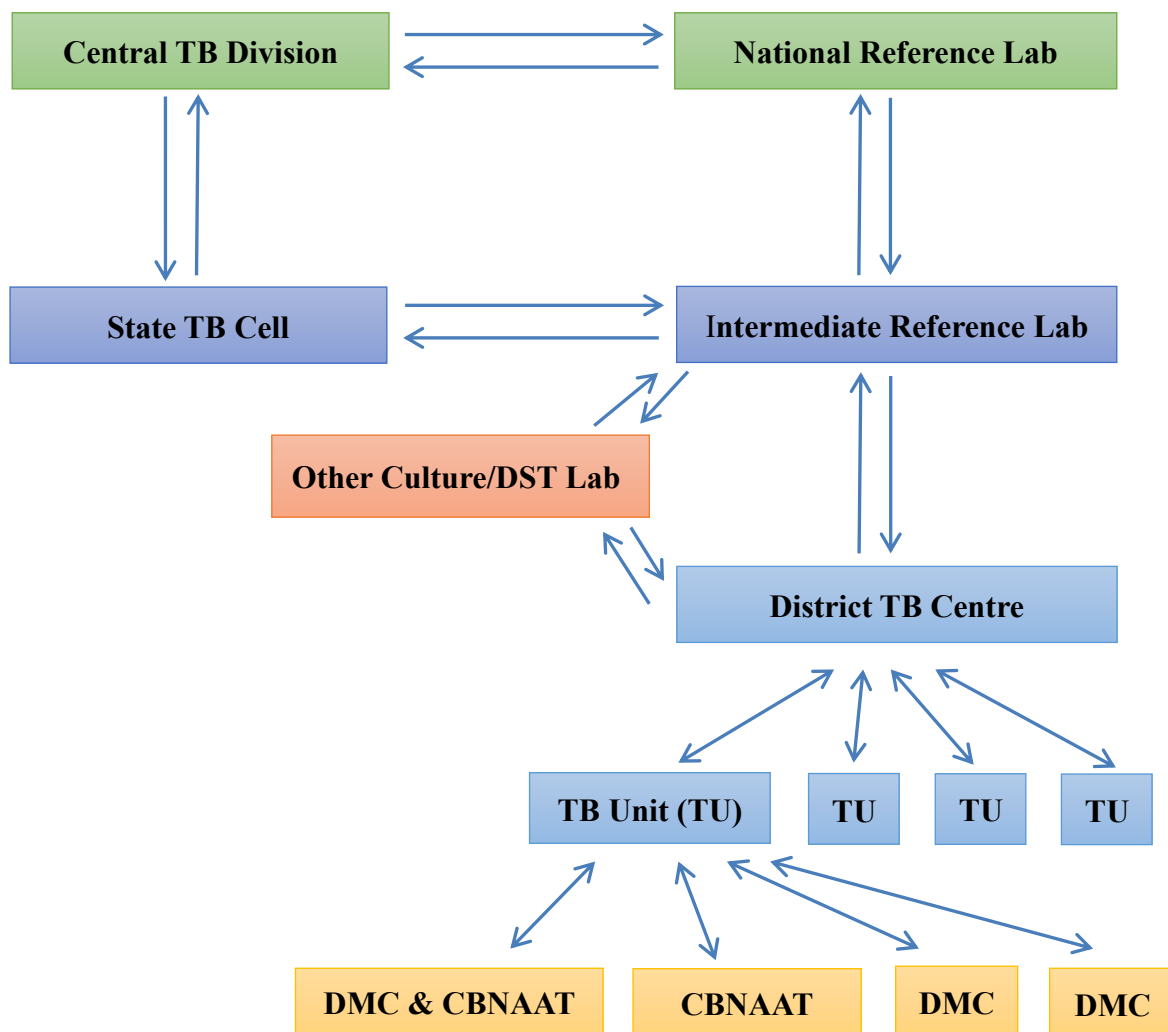 Central TB Division
National Reference Lab
State TB Cell
Intermediate Reference Lab
Other Culture/DST Lab
District TB Centre
TB Unit (TU)
TU
TU
TU
DMC & CBNAAT
CBNAAT
DMC
DMC